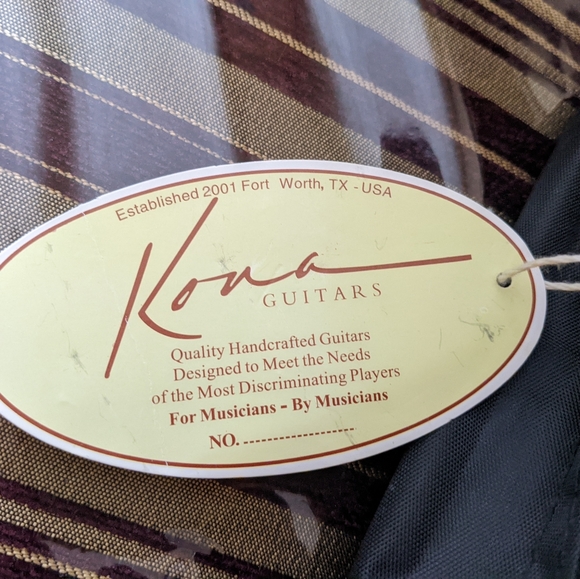 Established 2001 Fort Worth, TX - USA
Kona
GUITARS
Quality Handcrafted Guitars
Designed to Meet the Needs
of the Most Discriminating Players
For Musicians - By Musicians
NO. --------------------